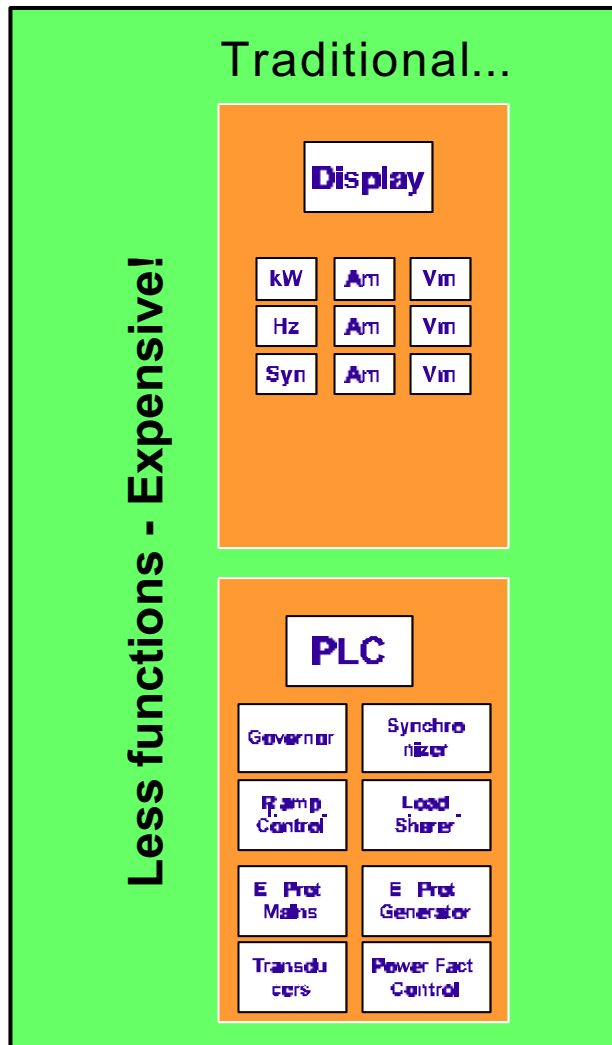 Traditional...
Less functions - Expensive!
Display
kW Am Vm
Hz Am Vm
Syn Am Vm
PLC
Governor
Synchro
nizer
Ramp
Control
Load
Sharer
E Prot
Mains
E Prot
Generator
Transdu
cers
Power Fact
Control